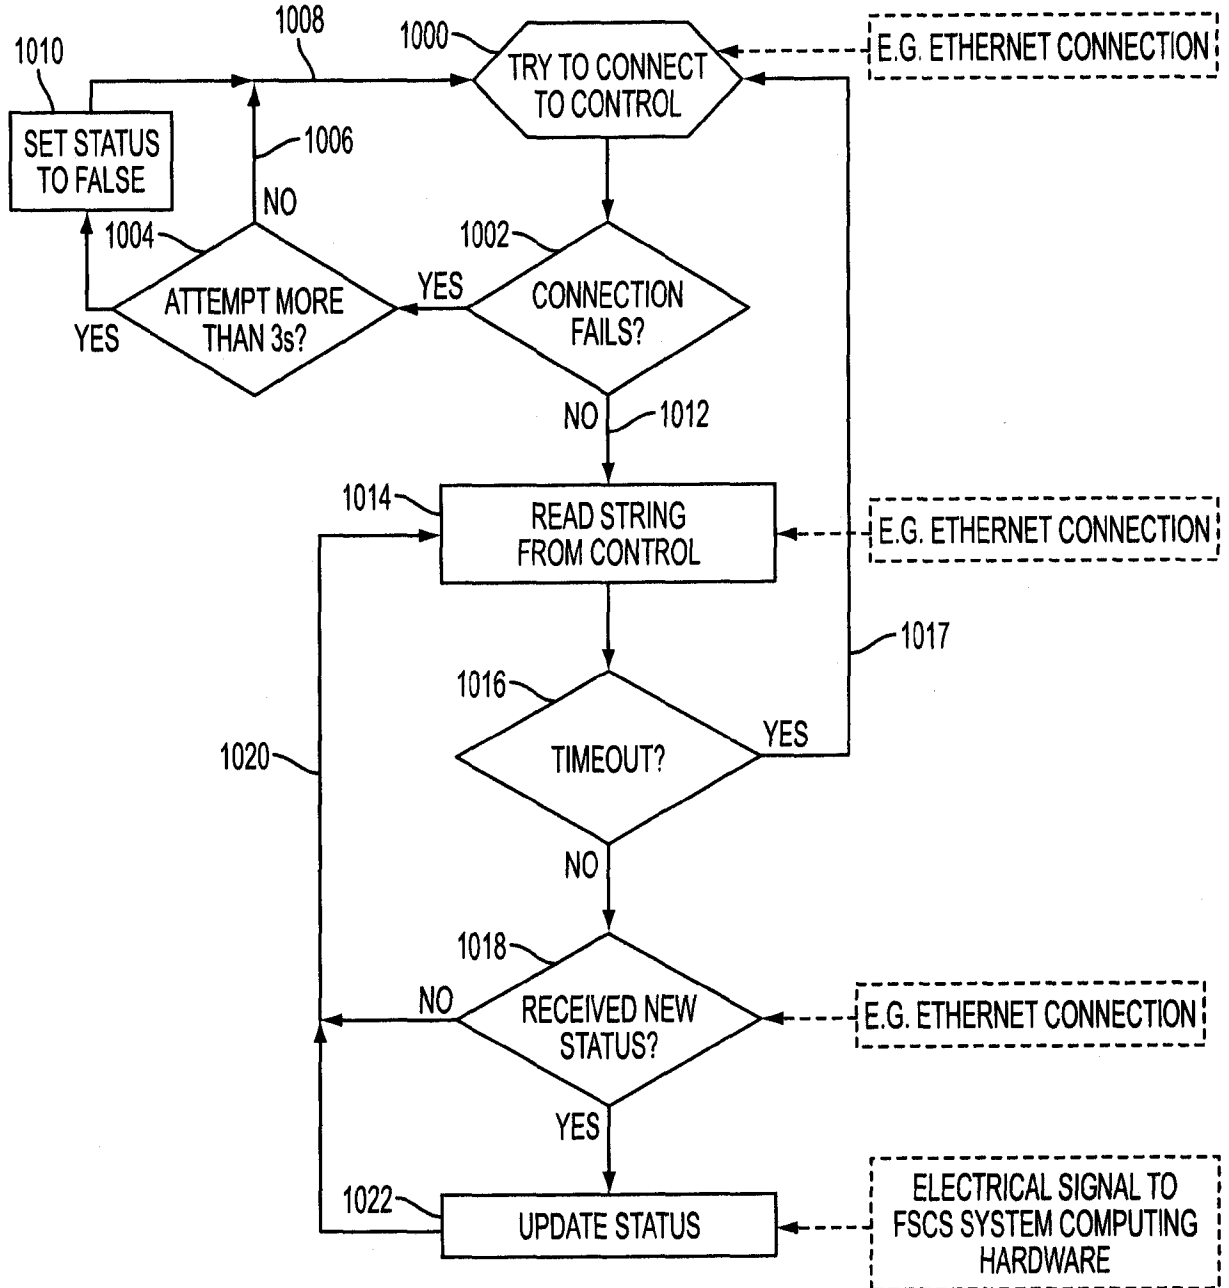 1000
TRY TO CONNECT
TO CONTROL
E.G. ETHERNET CONNECTION
1008
1010
SET STATUS
TO FALSE
1006
NO
1004
ATTEMPT MORE
THAN 3s?
YES
YES
1002
CONNECTION
FAILS?
NO
1012
1014
READ STRING
FROM CONTROL
E.G. ETHERNET CONNECTION
1017
1016
TIMEOUT?
YES
1020
NO
1018
RECEIVED NEW
STATUS?
NO
E.G. ETHERNET CONNECTION
YES
1022
UPDATE STATUS
ELECTRICAL SIGNAL TO
FSCS SYSTEM COMPUTING
HARDWARE